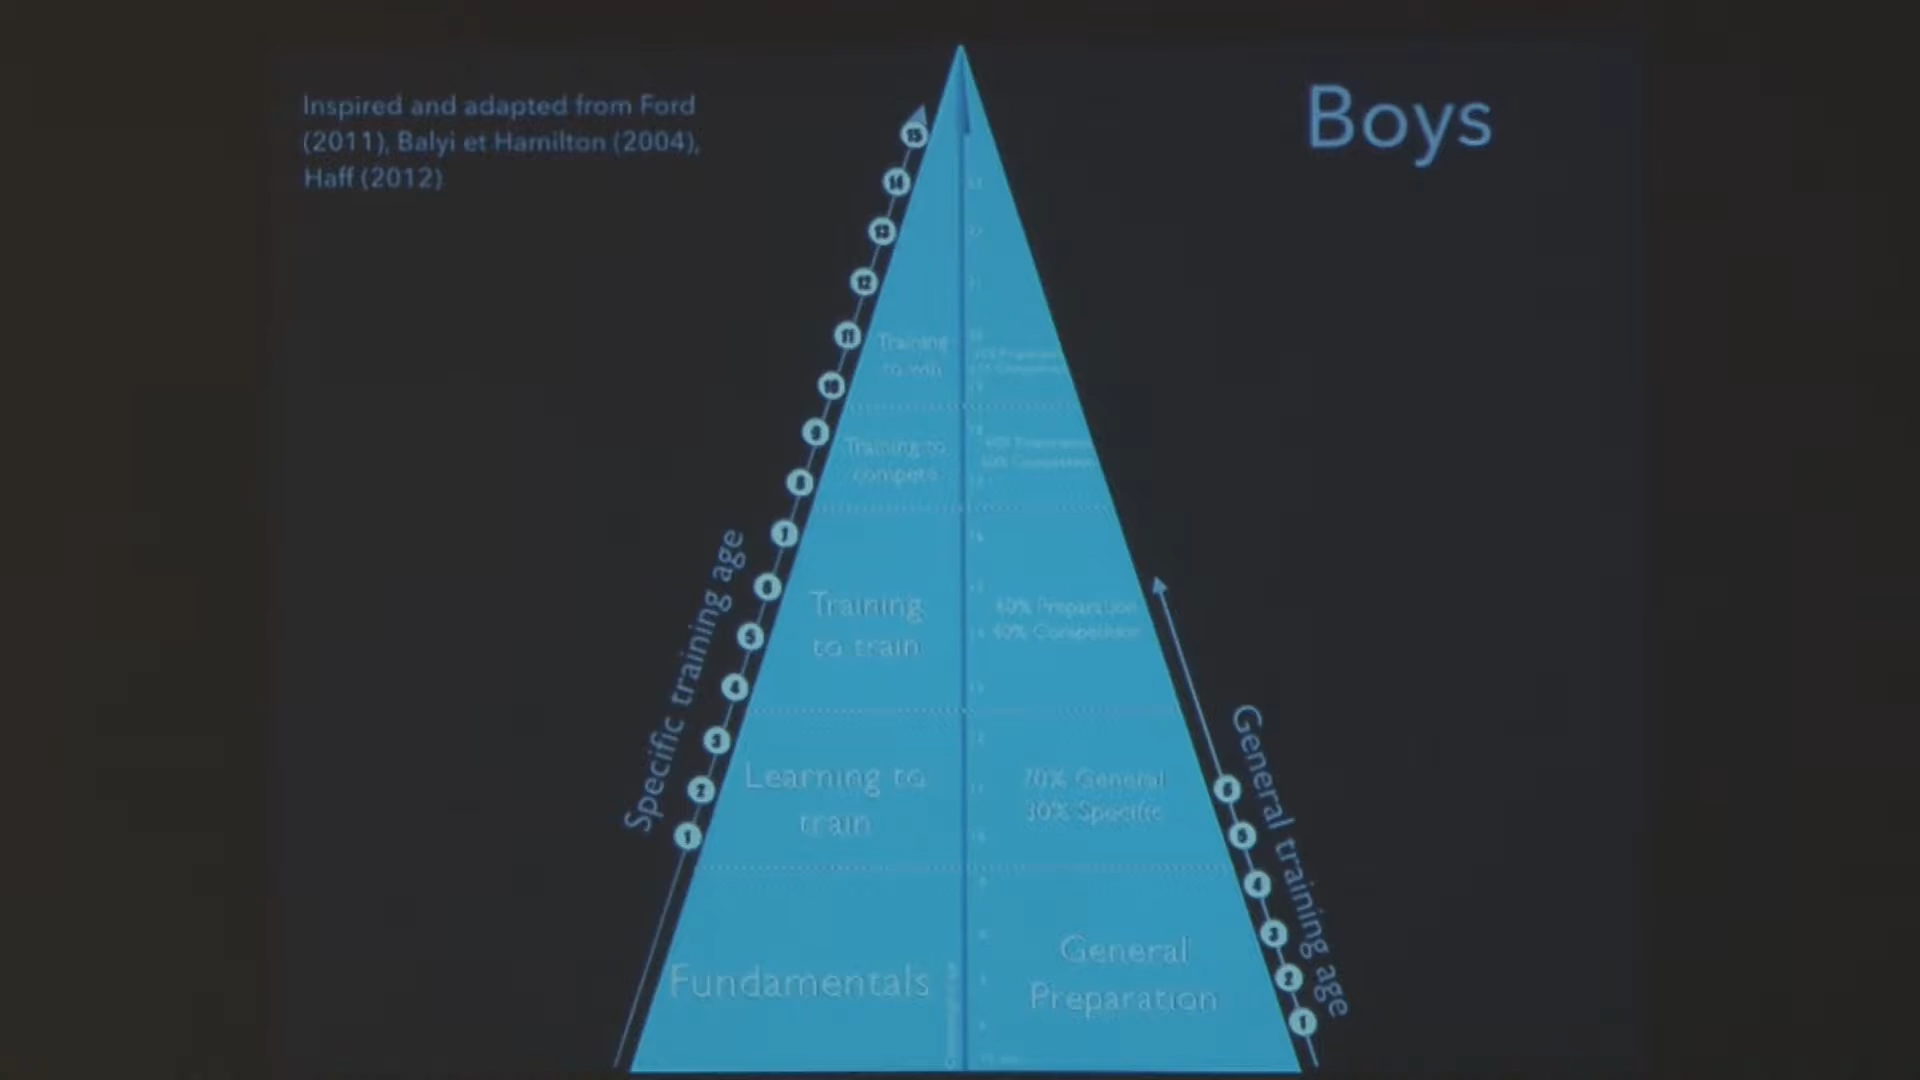 Inspired and adapted from Ford
(2011), Balyi et Hamilton (2004),
Haff (2012)
Boys
15
14
13
12
11
10
9
8
7
6
5
4
3
2
1
Specific training age
Training
to win
Training to
compete
Training
to train
60% Preparation
40% Competition
Learning to
train
70% General
30% Specific
Fundamentals
General
Preparation
6
5
4
3
2
1
General training age